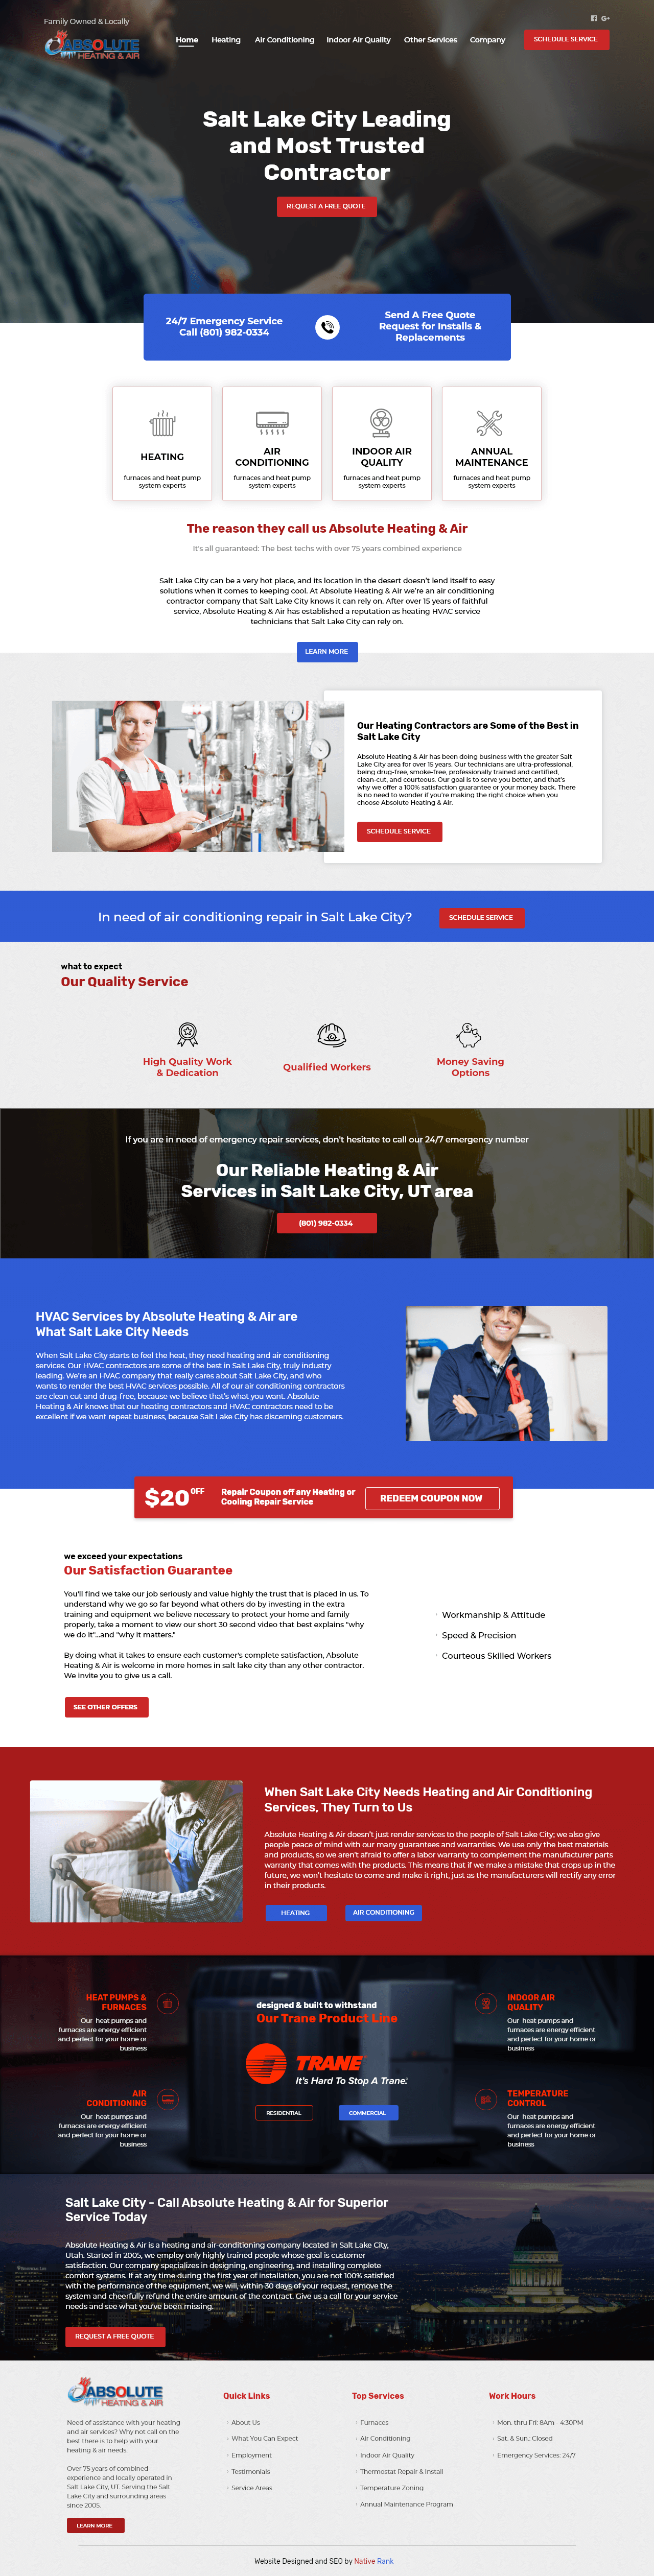 Family Owned & Locally
ABSOLUTE
HEATING & AIR
Home
Heating
Air Conditioning
Indoor Air Quality
Other Services
Company
SCHEDULE SERVICE
Salt Lake City Leading
and Most Trusted
Contractor
REQUEST A FREE QUOTE
24/7 Emergency Service
Call (801) 982-0334
Send A Free Quote
Request for Installs &
Replacements
HEATING
furnaces and heat pump
system experts
AIR
CONDITIONING
furnaces and heat pump
system experts
INDOOR AIR
QUALITY
furnaces and heat pump
system experts
ANNUAL
MAINTENANCE
furnaces and heat pump
system experts
The reason they call us Absolute Heating & Air
It's all guaranteed: The best techs with over 75 years combined experience
Salt Lake City can be a very hot place, and its location in the desert doesn't lend itself to easy
solutions when it comes to keeping cool. At Absolute Heating & Air we're an air conditioning
contractor company that Salt Lake City knows it can rely on. After over 15 years of faithful
service, Absolute Heating & Air has established a reputation as heating HVAC service
technicians that Salt Lake City can rely on.
LEARN MORE
Our Heating Contractors are Some of the Best in
Salt Lake City
Absolute Heating & Air has been doing business with the greater Salt
Lake City area for over 15 years. Our technicians are ultra-professional,
being drug-free, smoke-free, professionally trained and certified,
clean-cut, and courteous. Our goal is to serve you better, and that's
why we offer a 100% satisfaction guarantee or your money back. There
is no need to wonder if you're making the right choice when you
choose Absolute Heating & Air.
SCHEDULE SERVICE
In need of air conditioning repair in Salt Lake City?
SCHEDULE SERVICE
what to expect
Our Quality Service
High Quality Work
& Dedication
Qualified Workers
Money Saving
Options
If you are in need of emergency repair services, don't hesitate to call our 24/7 emergency number
Our Reliable Heating & Air
Services in Salt Lake City, UT area
(801) 982-0334
HVAC Services by Absolute Heating & Air are
What Salt Lake City Needs
When Salt Lake City starts to feel the heat, they need heating and air conditioning
services. Our HVAC contractors are some of the best in Salt Lake City, truly industry
leading. We're an HVAC company that really cares about Salt Lake City, and who
wants to render the best HVAC services possible. All of our air conditioning contractors
are clean cut and drug-free, because we believe that's what you want. Absolute
Heating & Air knows that our heating contractors and HVAC contractors need to be
excellent if we want repeat business, because Salt Lake City has discerning customers.
$20 OFF
Repair Coupon off any Heating or
Cooling Repair Service
REDEEM COUPON NOW
we exceed your expectations
Our Satisfaction Guarantee
You'll find we take our job seriously and value highly the trust that is placed in us. To
understand why we go so far beyond what others do by investing in the extra
training and equipment we believe necessary to protect your home and family
properly, take a moment to view our short 30 second video that best explains "why
we do it"...and "why it matters."
By doing what it takes to ensure each customer's complete satisfaction, Absolute
Heating & Air is welcome in more homes in salt lake city than any other contractor.
We invite you to give us a call.
SEE OTHER OFFERS
Workmanship & Attitude
Speed & Precision
Courteous Skilled Workers
When Salt Lake City Needs Heating and Air Conditioning
Services, They Turn to Us
Absolute Heating & Air doesn't just render services to the people of Salt Lake City; we also give
people peace of mind with our many guarantees and warranties. We use only the best materials
and products, so we aren't afraid to offer a labor warranty to complement the manufacturer parts
warranty that comes with the products. This means that if we make a mistake that crops up in the
future, we won't hesitate to come and make it right, just as the manufacturers will rectify any error
in their products.
HEATING
AIR CONDITIONING
HEAT PUMPS &
FURNACES
Our heat pumps and
furnaces are energy efficient
and perfect for your home or
business
AIR
CONDITIONING
Our heat pumps and
furnaces are energy efficient
and perfect for your home or
business
designed & built to withstand
Our Trane Product Line
TRANE
It's Hard To Stop A Trane.
RESIDENTIAL
COMMERCIAL
INDOOR AIR
QUALITY
Our heat pumps and
furnaces are energy efficient
and perfect for your home or
business
TEMPERATURE
CONTROL
Our heat pumps and
furnaces are energy efficient
and perfect for your home or
business
Salt Lake City - Call Absolute Heating & Air for Superior
Service Today
Absolute Heating & Air is a heating and air-conditioning company located in Salt Lake City,
Utah. Started in 2005, we employ only highly trained people whose goal is customer
satisfaction. Our company specializes in designing, engineering, and installing complete
comfort systems. If at any time during the first year of installation, you are not 100% satisfied
with the performance of the equipment, we will, within 30 days of your request, remove the
system and cheerfully refund the entire amount of the contract. Give us a call for your service
needs and see what you've been missing.
REQUEST A FREE QUOTE
ABSOLUTE
HEATING & AIR
Need of assistance with your heating
and air services? Why not call on the
best there is to help with your
heating & air needs.
Over 75 years of combined
experience and locally operated in
Salt Lake City, UT. Serving the Salt
Lake City and surrounding areas
since 2005.
LEARN MORE
Quick Links
About Us
What You Can Expect
Employment
Testimonials
Service Areas
Top Services
Furnaces
Air Conditioning
Indoor Air Quality
Thermostat Repair & Install
Temperature Zoning
Annual Maintenance Program
Work Hours
Mon. thru Fri: 8Am - 4:30PM
Sat. & Sun.: Closed
Emergency Services: 24/7
Website Designed and SEO by Native Rank